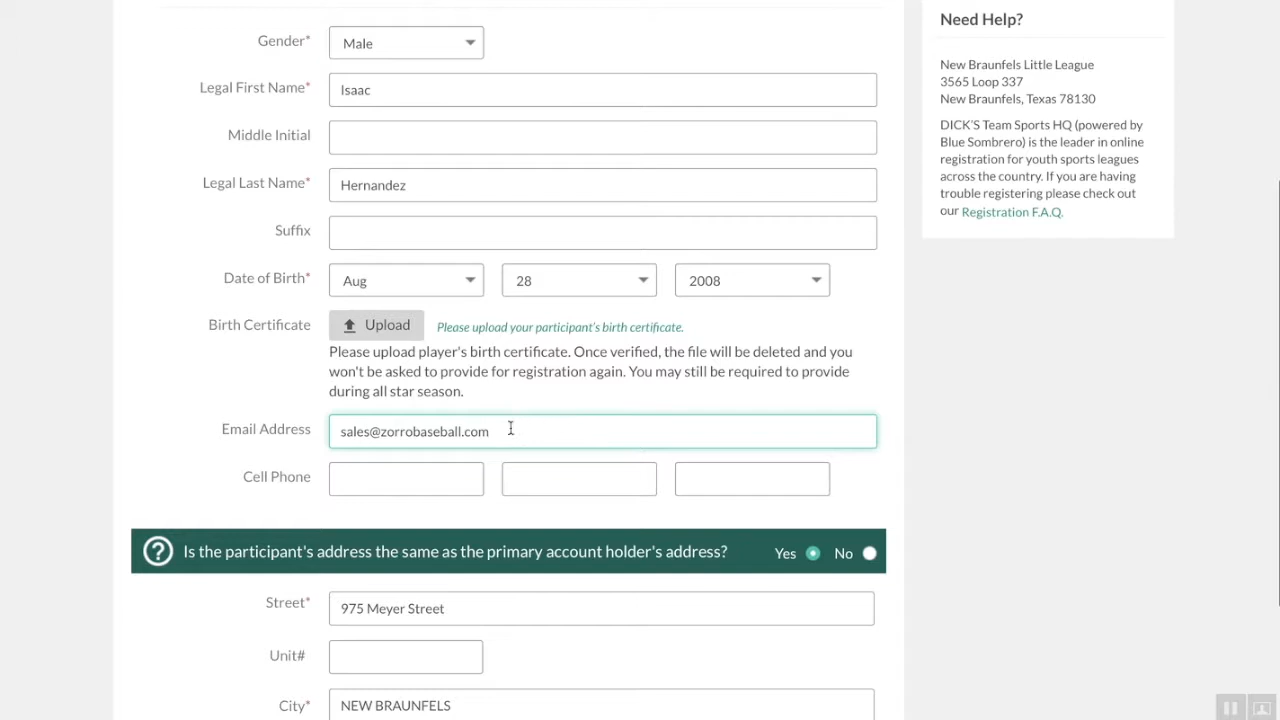 Gender*
Male
Legal First Name*
Isaac
Middle Initial
Legal Last Name*
Hernandez
Suffix
Date of Birth*
Aug
28
2008
Birth Certificate
Upload
Please upload your participant's birth certificate.
Please upload player's birth certificate. Once verified, the file will be deleted and you
won't be asked to provide for registration again. You may still be required to provide
during all star season.
Email Address
sales@zorrobaseball.com
Cell Phone
? Is the participant's address the same as the primary account holder's address? Yes No
Street*
975 Meyer Street
Unit#
City*
NEW BRAUNFELS
Need Help?
New Braunfels Little League
3565 Loop 337
New Braunfels, Texas 78130
DICK'S Team Sports HQ (powered by
Blue Sombrero) is the leader in online
registration for youth sports leagues
across the country. If you are having
trouble registering please check out
our Registration F.A.Q.